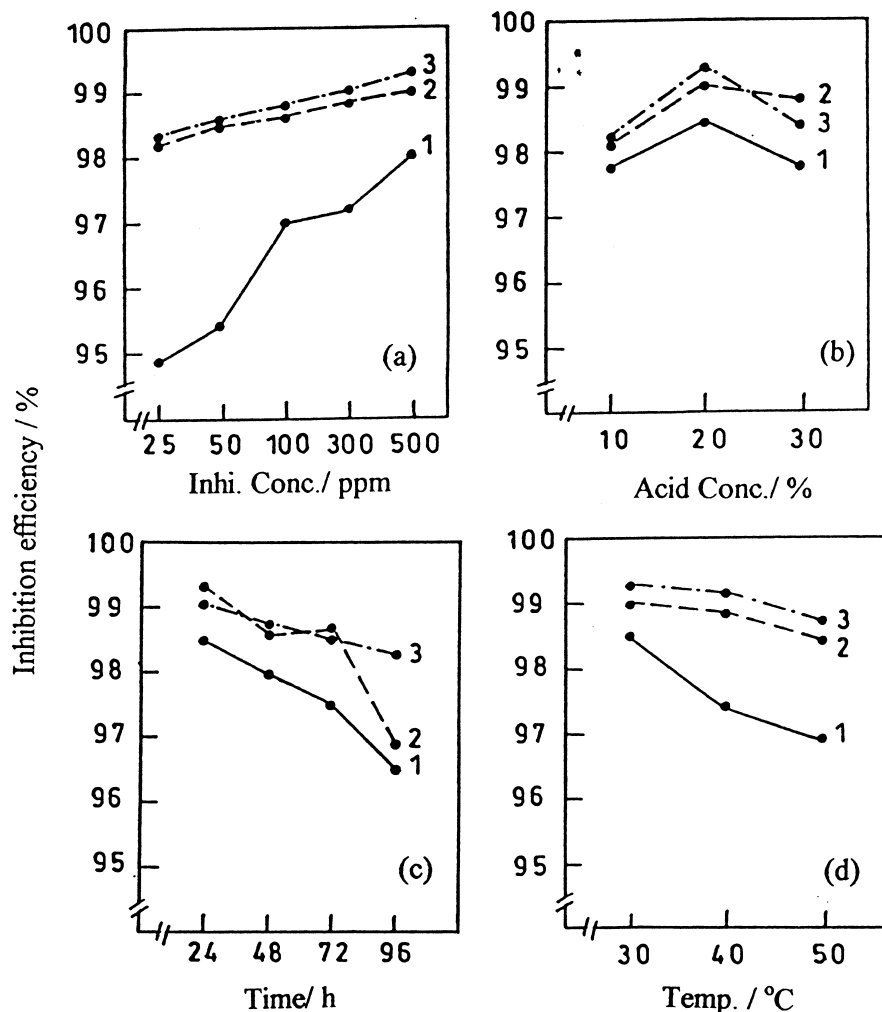 Inhibition efficiency / %
100
99
98
97
96
95
3
2
1
(a)
25 50 100 300 500
Inhi. Conc./ ppm
100
99
98
97
96
95
2
3
1
(b)
10 20 30
Acid Conc./ %
100
99
98
97
96
95
3
2
1
(c)
24 48 72 96
Time/ h
100
99
98
97
96
95
3
2
1
(d)
30 40 50
Temp. / °C